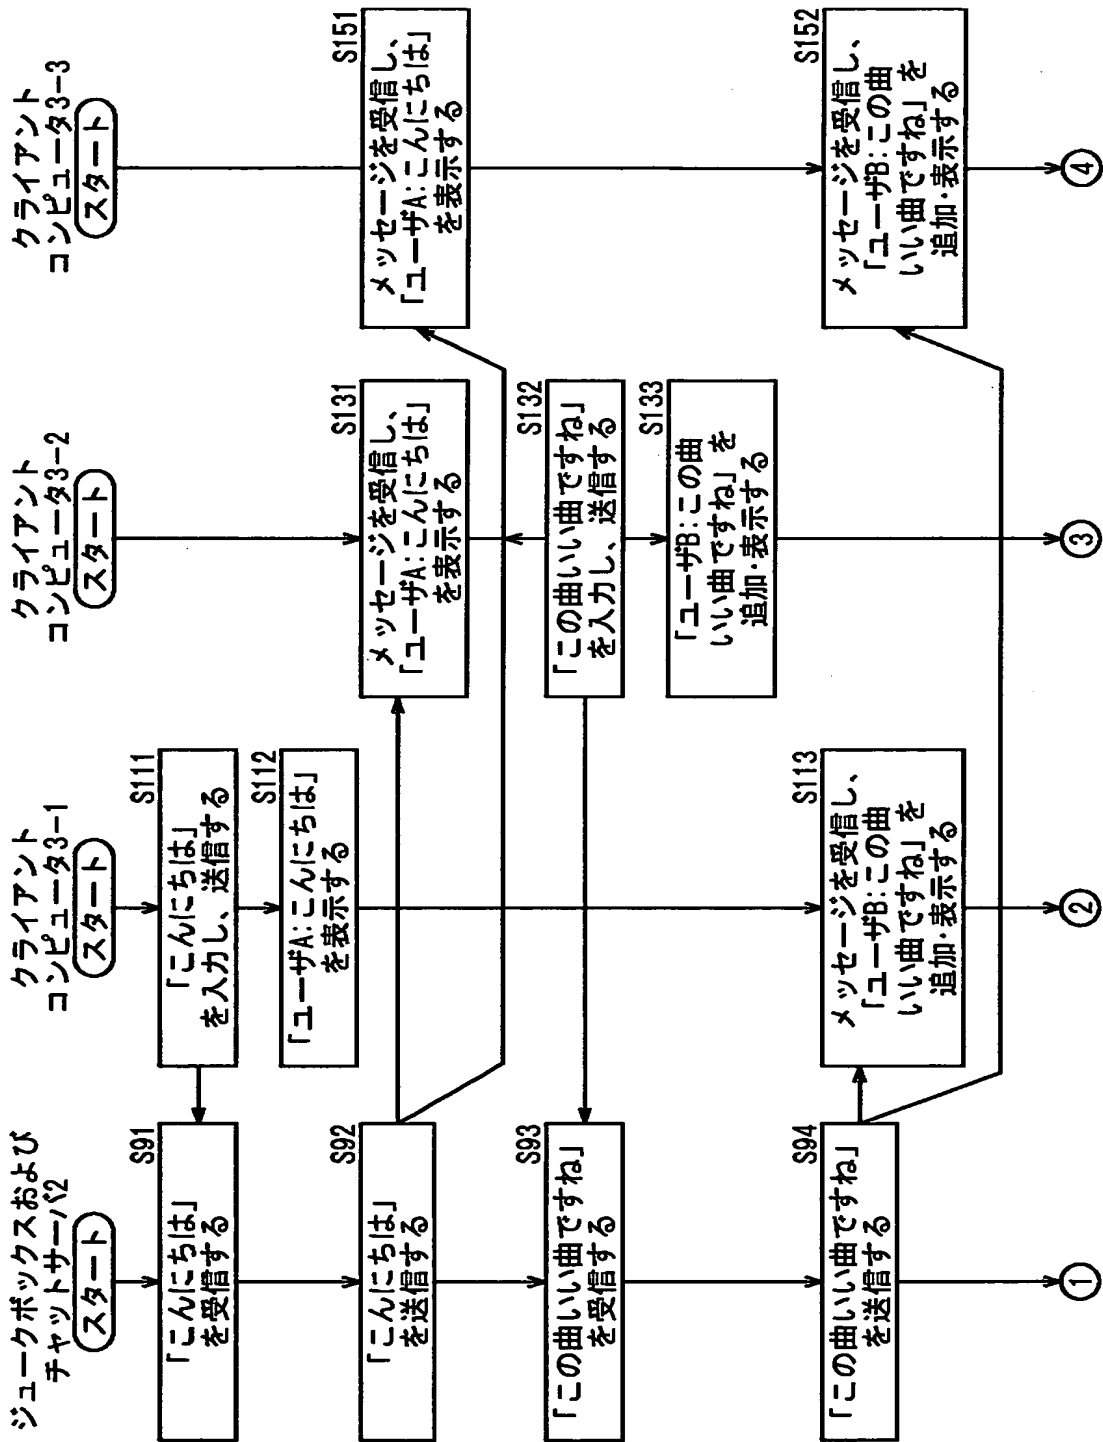 ジュークボックスおよび
チャットサーバ2
スタート
S91
「こんにちは」
を受信する
S92
「こんにちは」
を送信する
S93
「この曲いい曲ですね」
を受信する
S94
「この曲いい曲ですね」
を送信する
1
クライアント
コンピュータ3-1
スタート
S111
「こんにちは」
を入力し、送信する
S112
「ユーザA:こんにちは」
を表示する
S113
メッセージを受信し、
「ユーザB:この曲
いい曲ですね」を
追加・表示する
2
クライアント
コンピュータ3-2
スタート
S131
メッセージを受信し、
「ユーザA:こんにちは」
を表示する
S132
「この曲いい曲ですね」
を入力し、送信する
S133
「ユーザB:この曲
いい曲ですね」を
追加・表示する
3
クライアント
コンピュータ3-3
スタート
S151
メッセージを受信し、
「ユーザA:こんにちは」
を表示する
S152
メッセージを受信し、
「ユーザB:この曲
いい曲ですね」を
追加・表示する
4